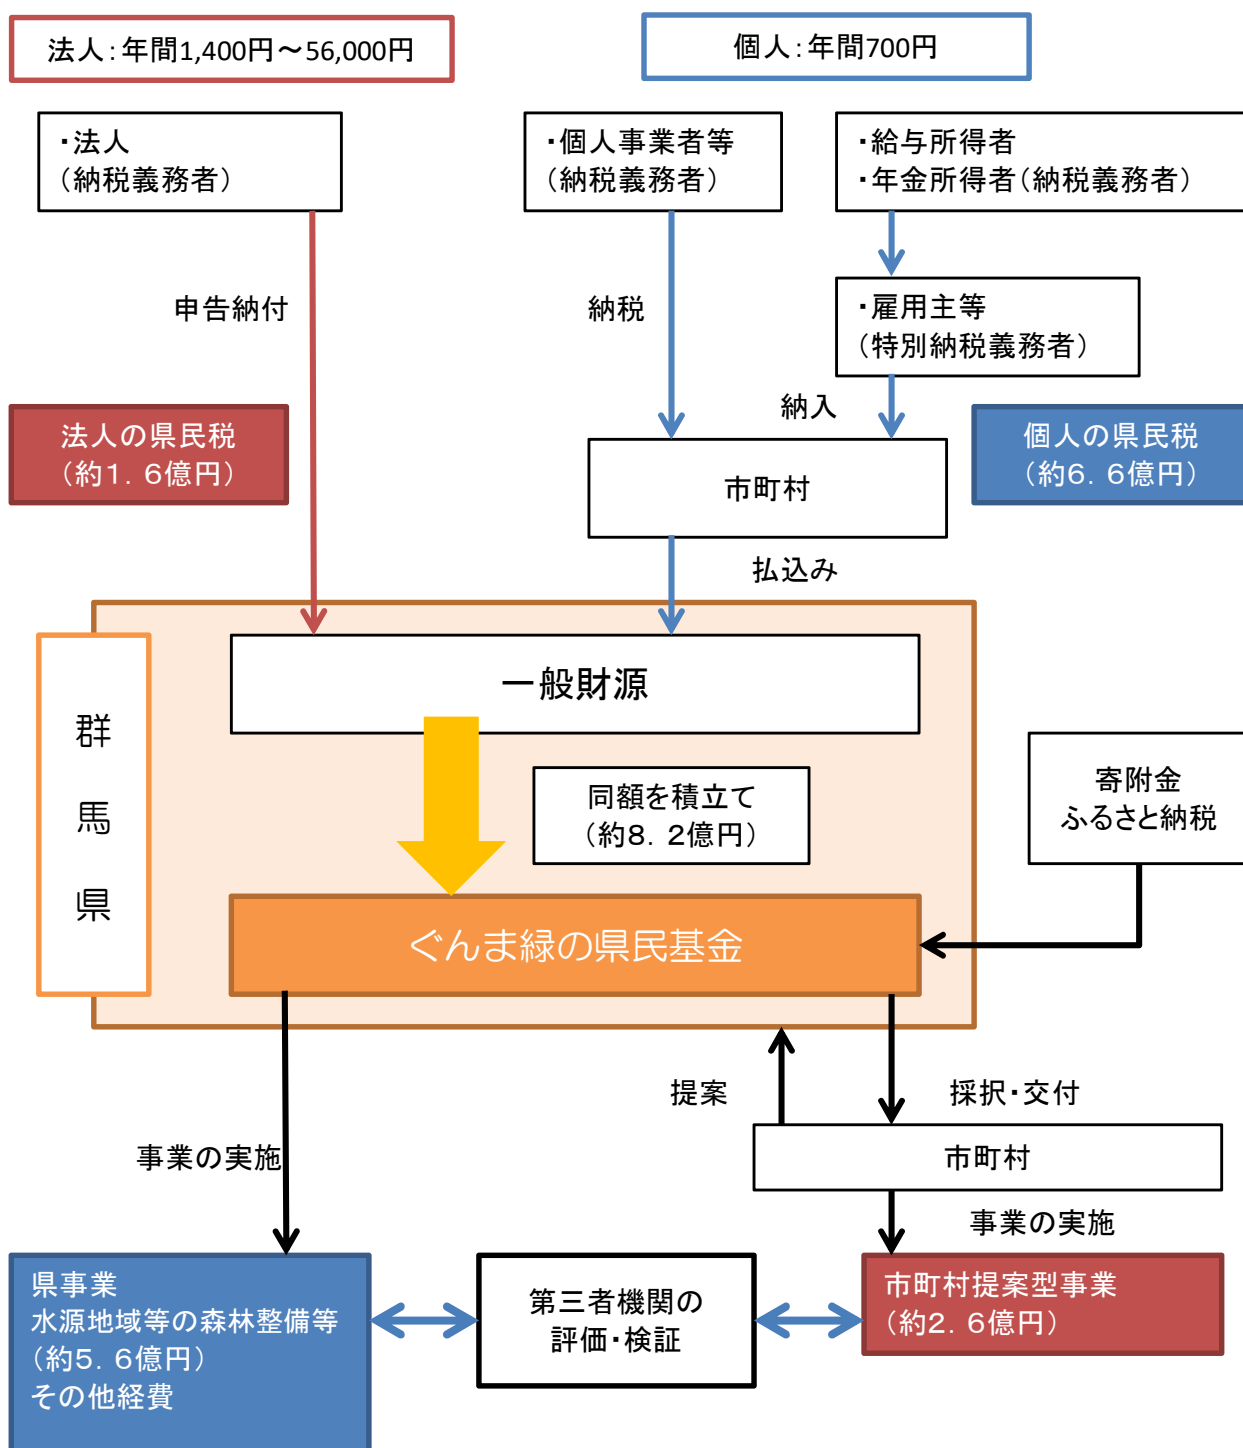 法人：年間1,400円～56,000円
個人：年間700円
・法人
（納税義務者）
・個人事業者等
（納税義務者）
・給与所得者
・年金所得者（納税義務者）
申告納付
納税
・雇用主等
（特別納税義務者）
納入
法人の県民税
（約１．６億円）
個人の県民税
（約６．６億円）
市町村
払込み
群馬県
一般財源
同額を積立て
（約８．２億円）
寄附金
ふるさと納税
ぐんま緑の県民基金
提案
採択・交付
事業の実施
市町村
事業の実施
県事業
水源地域等の森林整備等
（約５．６億円）
その他経費
第三者機関の
評価・検証
市町村提案型事業
（約２．６億円）